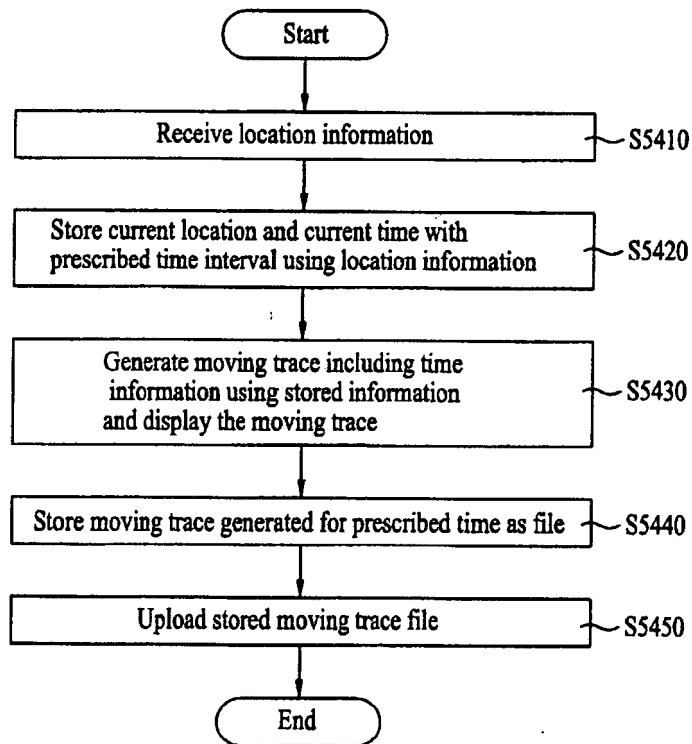 Start
Receive location information
S5410
Store current location and current time with
prescribed time interval using location information
S5420
Generate moving trace including time
information using stored information
and display the moving trace
S5430
Store moving trace generated for prescribed time as file
S5440
Upload stored moving trace file
S5450
End